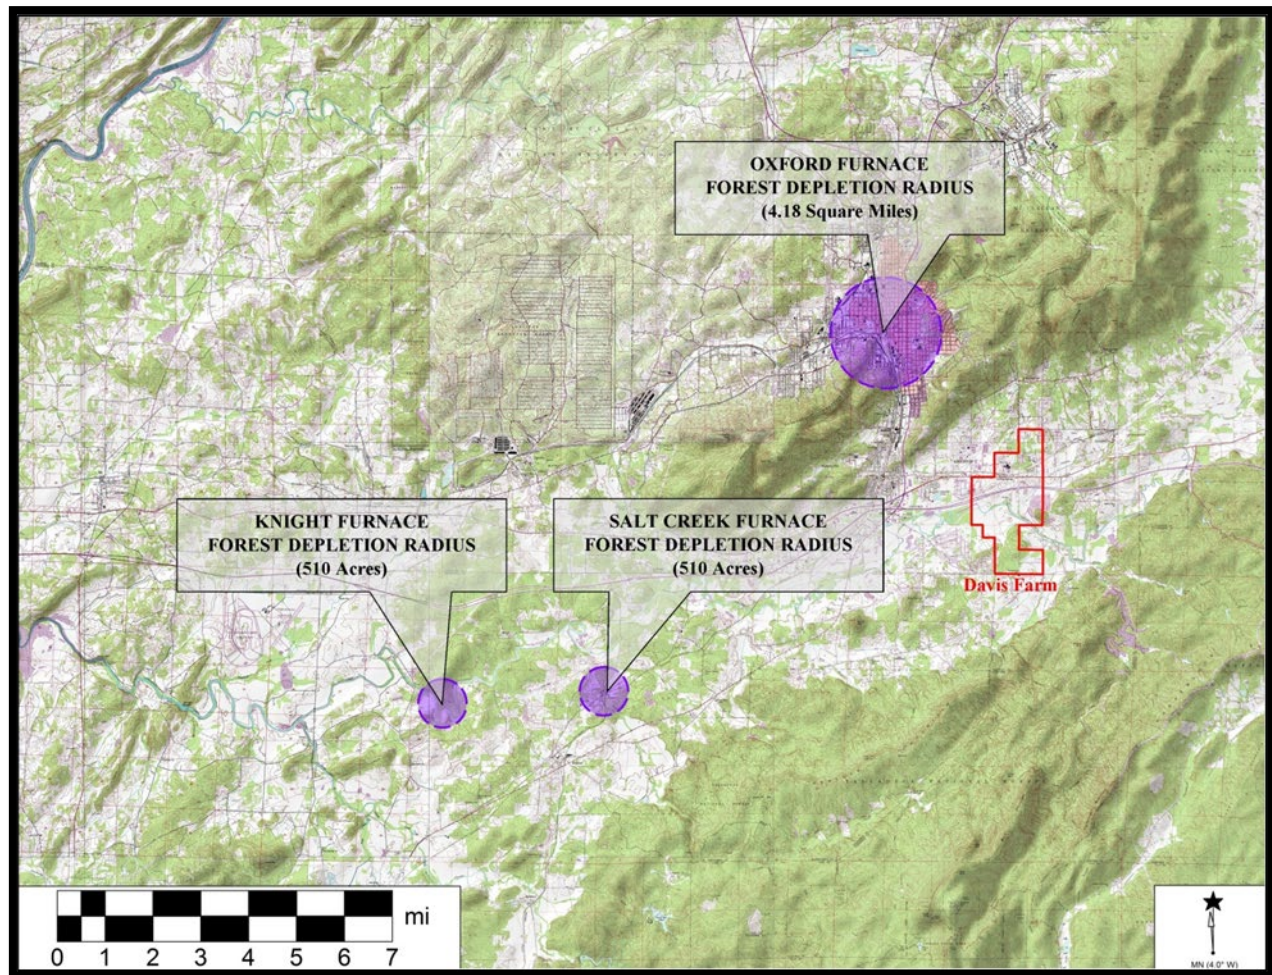 OXFORD FURNACE
FOREST DEPLETION RADIUS
(4.18 Square Miles)
KNIGHT FURNACE
FOREST DEPLETION RADIUS
(510 Acres)
SALT CREEK FURNACE
FOREST DEPLETION RADIUS
(510 Acres)
Davis Farm
mi
0 1 2 3 4 5 6 7
MN (4.0° W)